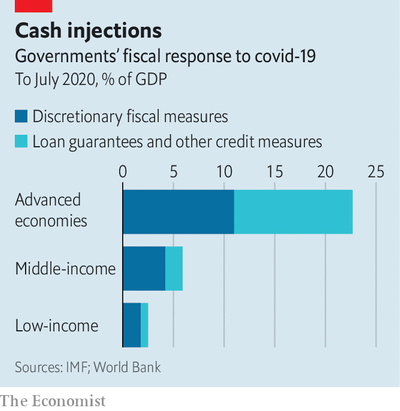 Cash injections
Governments’ fiscal response to covid-19
To July 2020, % of GDP
Discretionary fiscal measures
Loan guarantees and other credit measures
0 5 10 15 20 25
Advanced
economies
Middle-income
Low-income
Sources: IMF; World Bank
The Economist